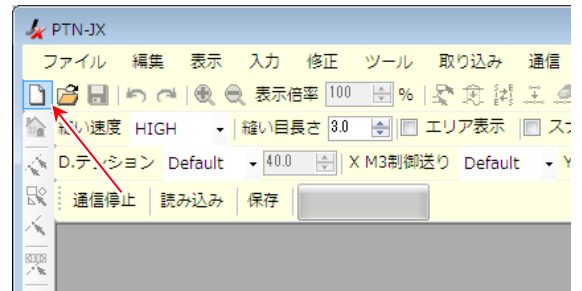 PTN-JX
ファイル 編集 表示 入力 修正 ツール 取り込み 通信
表示倍率 100 %
縫い速度 HIGH 縫い目長さ 3.0 エリア表示
D.テンション Default 40.0 X M3制御送り Default
通信停止 読み込み 保存